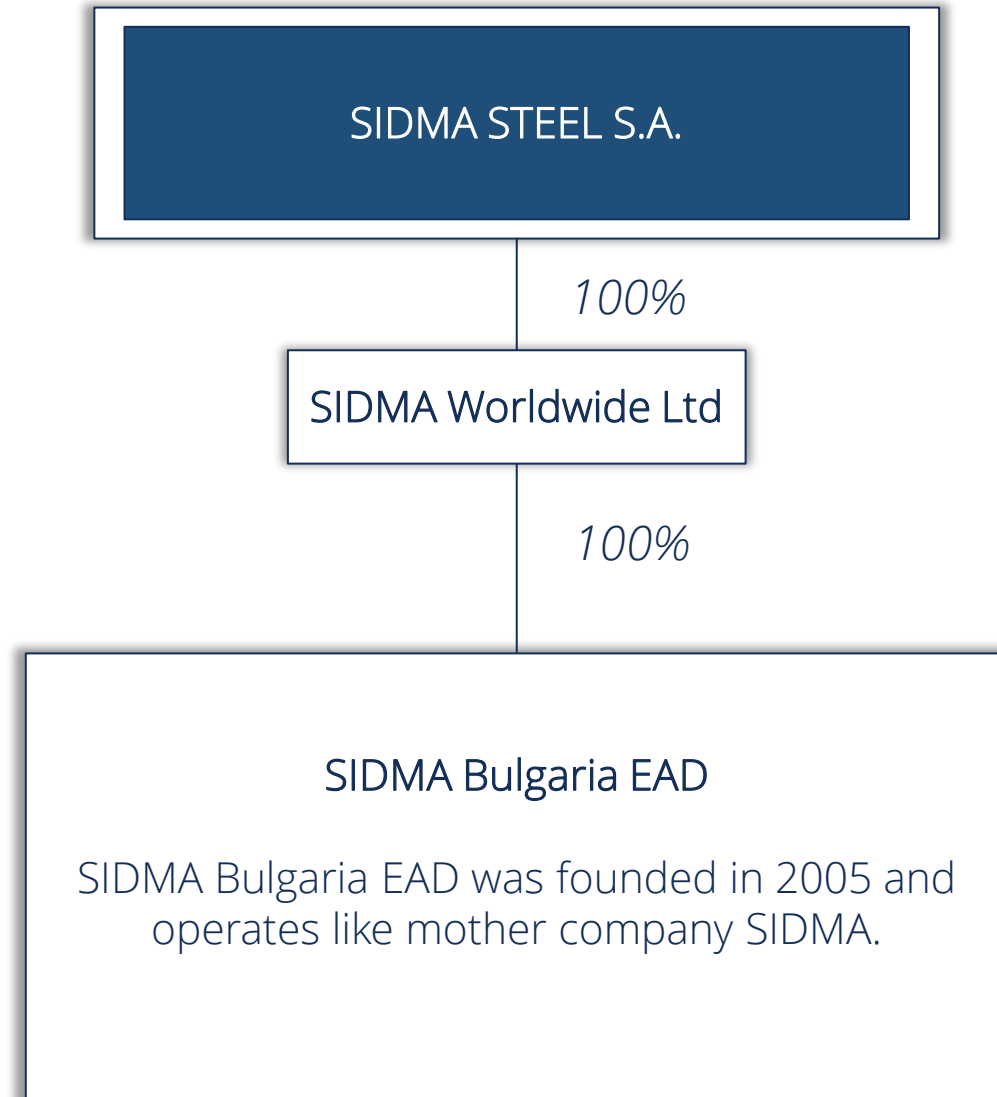 SIDMA STEEL S.A.
100%
SIDMA Worldwide Ltd
100%
SIDMA Bulgaria EAD
SIDMA Bulgaria EAD was founded in 2005 and
operates like mother company SIDMA.